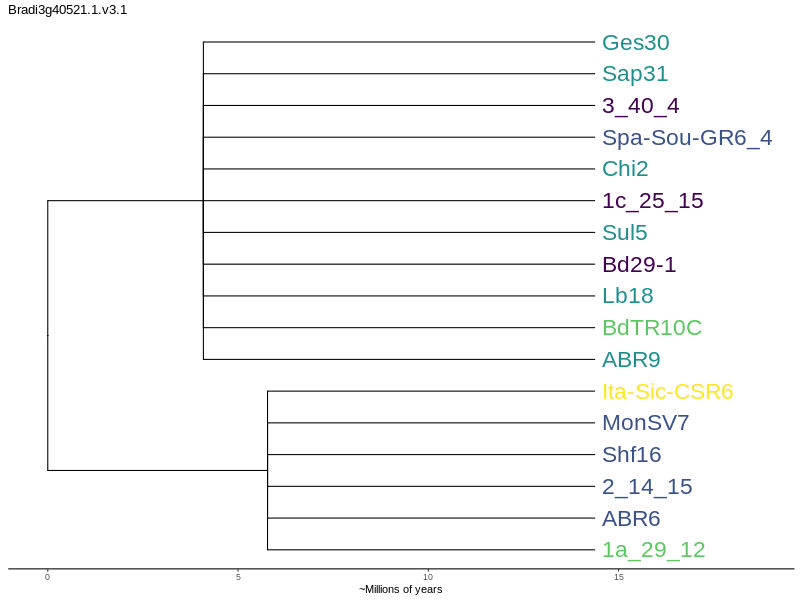 Bradi3g40521.1.v3.1
Ges30
Sap31
3_40_4
Spa-Sou-GR6_4
Chi2
1c_25_15
Sul5
Bd29-1
Lb18
BdTR10C
ABR9
Ita-Sic-CSR6
MonSV7
Shf16
2_14_15
ABR6
1a_29_12
0 5 10 15
~Millions of years